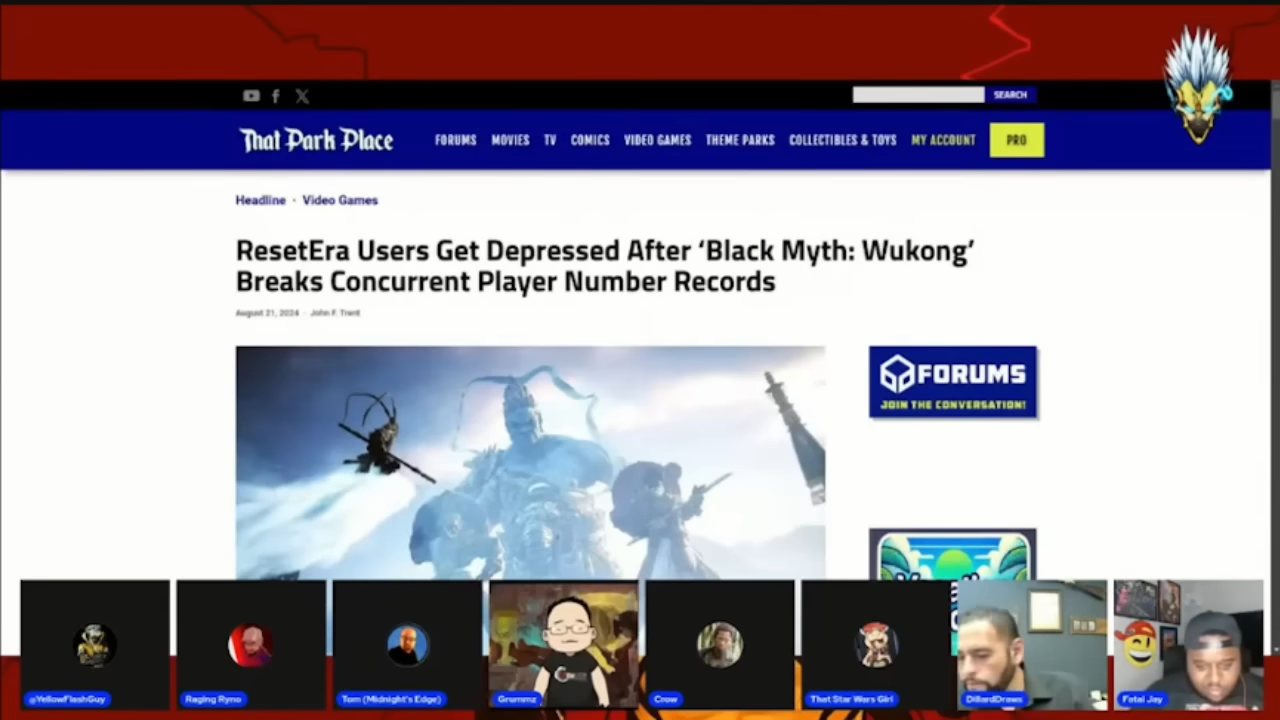 SEARCH
That Park Place
FORUMS MOVIES TV COMICS VIDEO GAMES THEME PARKS COLLECTIBLES & TOYS MY ACCOUNT PRO
Headline · Video Games
ResetEra Users Get Depressed After ‘Black Myth: Wukong’
Breaks Concurrent Player Number Records
August 21, 2024 · John F. Trent
FORUMS
JOIN THE CONVERSATION!
@YellowFlashGuy
Raging Ryno
Tom (Midnight's Edge)
Grummz
Crow
That Star Wars Girl
DillardDraws
Fatal Jay